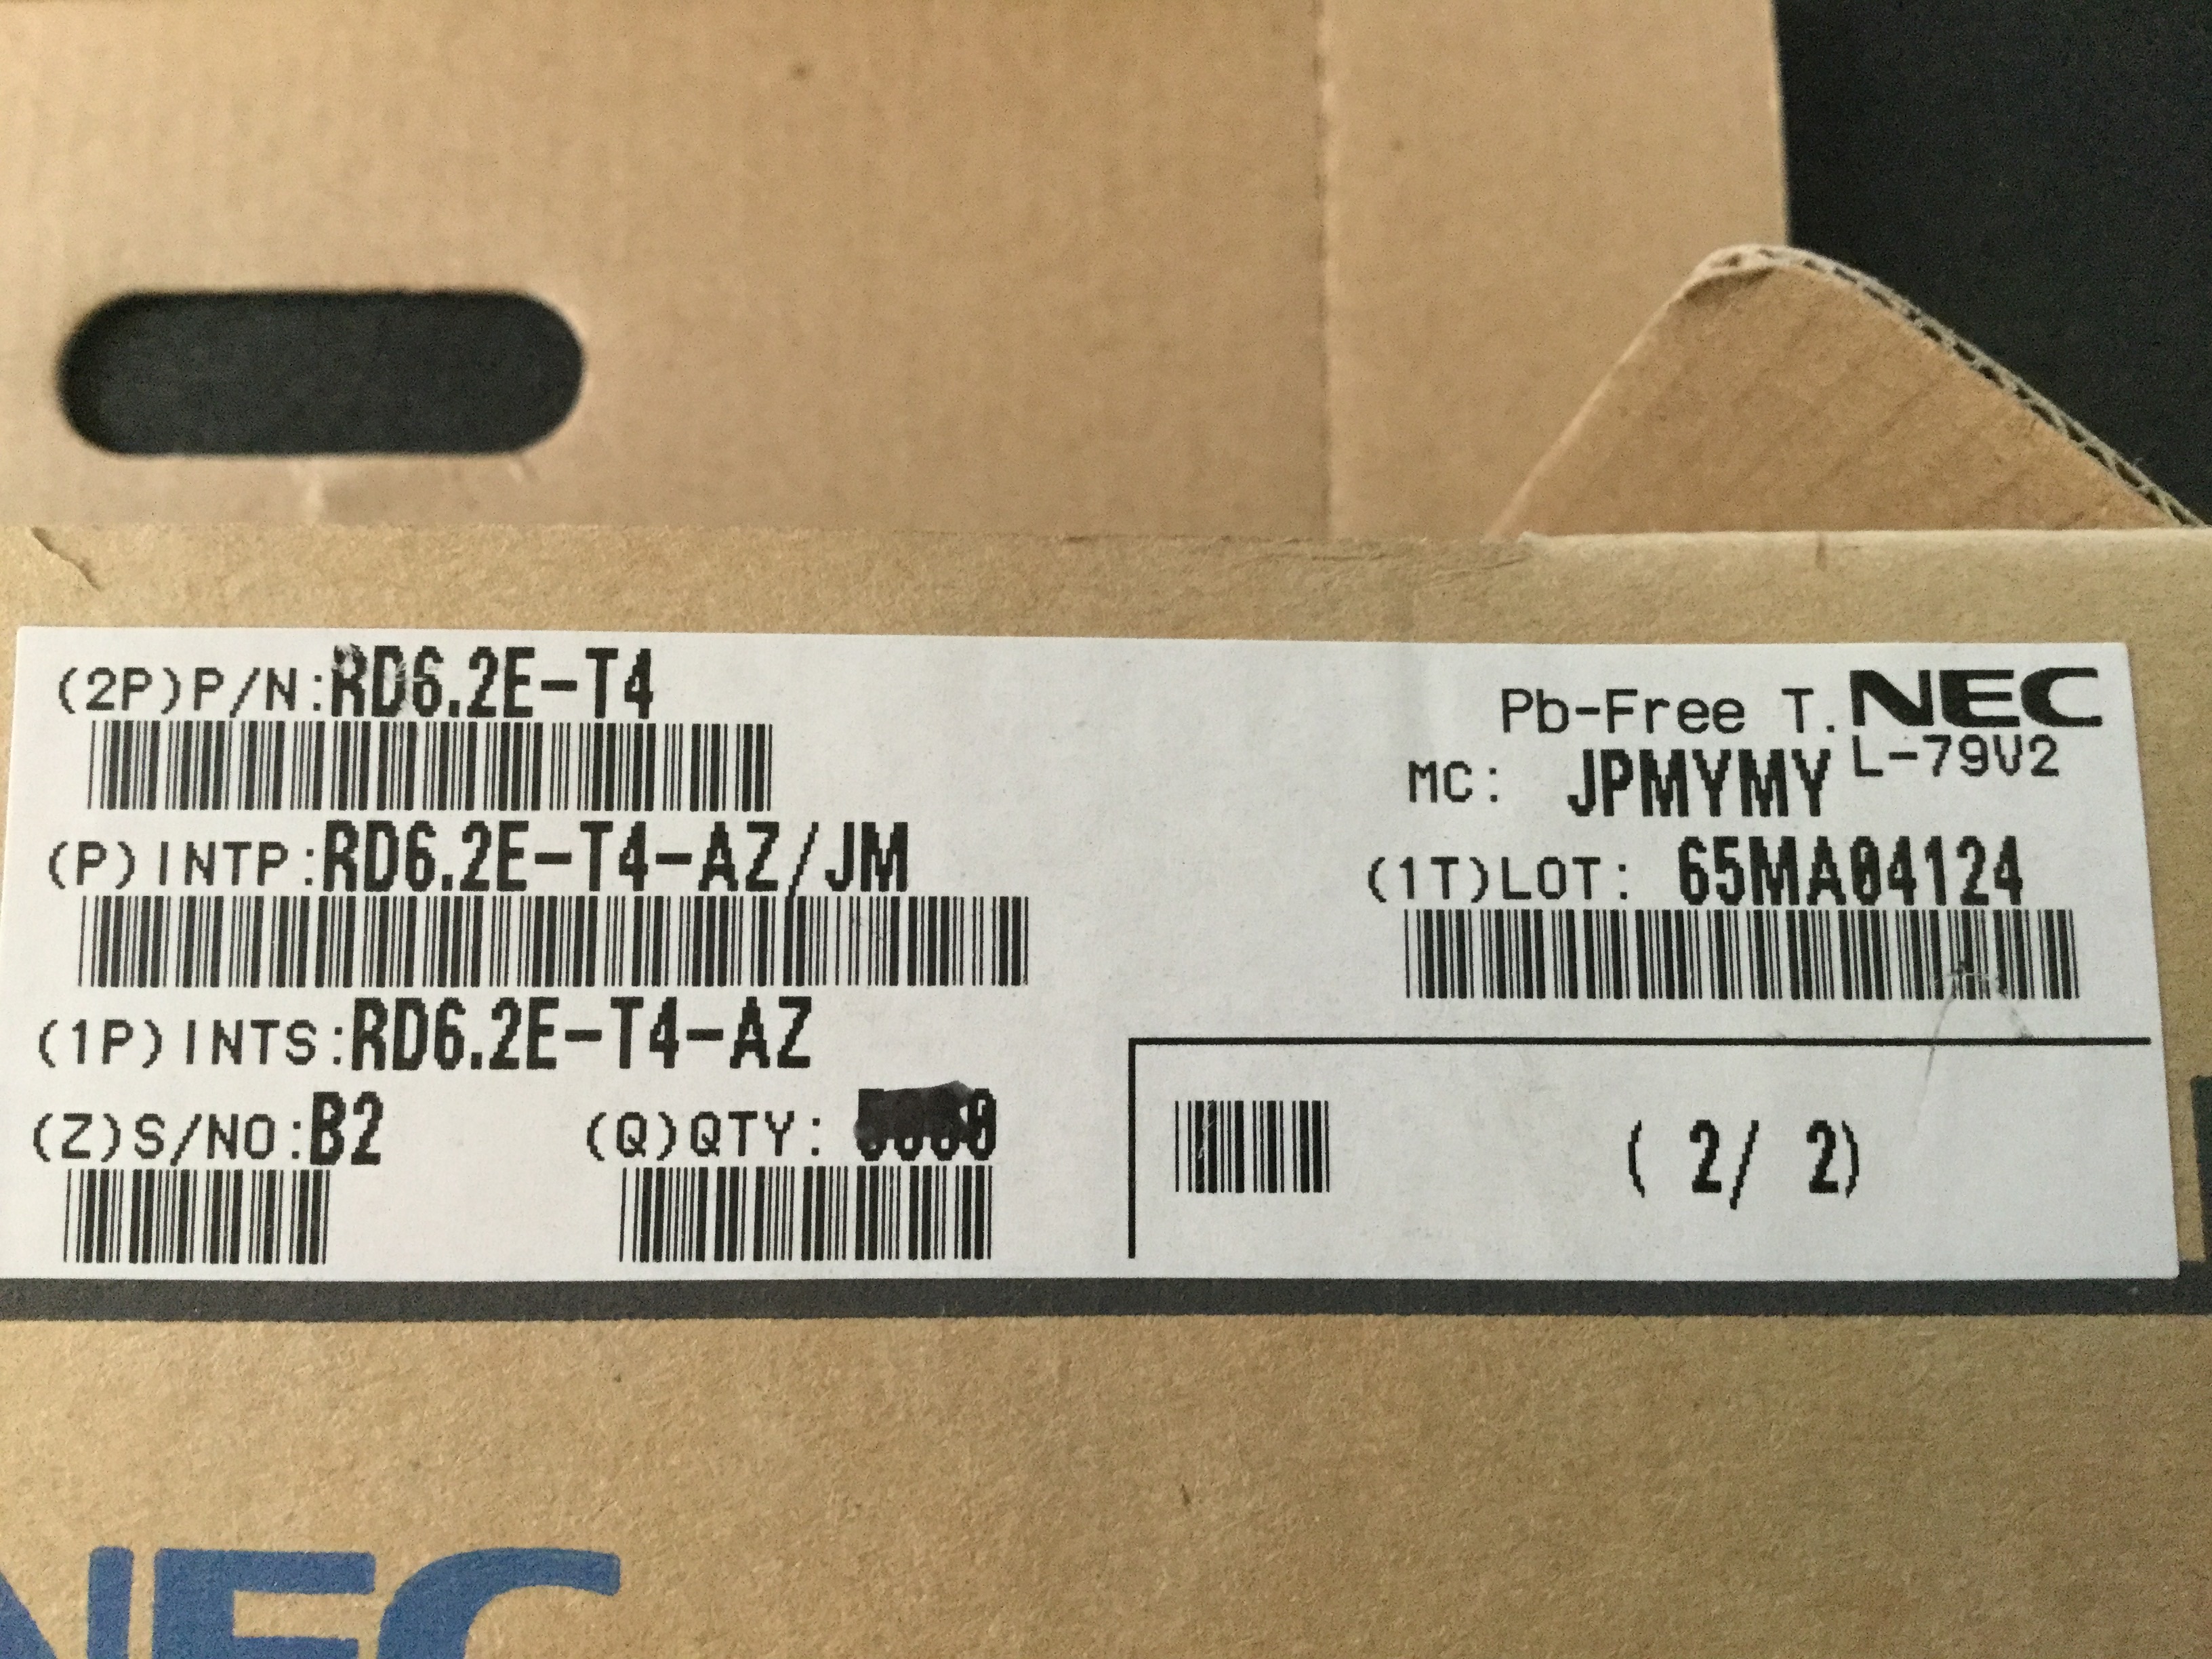 (2P)P/N:RD6.2E-T4
Pb-Free T. NEC
L-79V2
MC: JPMYMY
(P)INTP:RD6.2E-T4-AZ/JM
(1T)LOT: 65MA04124
(1P)INTS:RD6.2E-T4-AZ
(Z)S/NO:B2
(Q)QTY:
( 2/ 2)
NEC